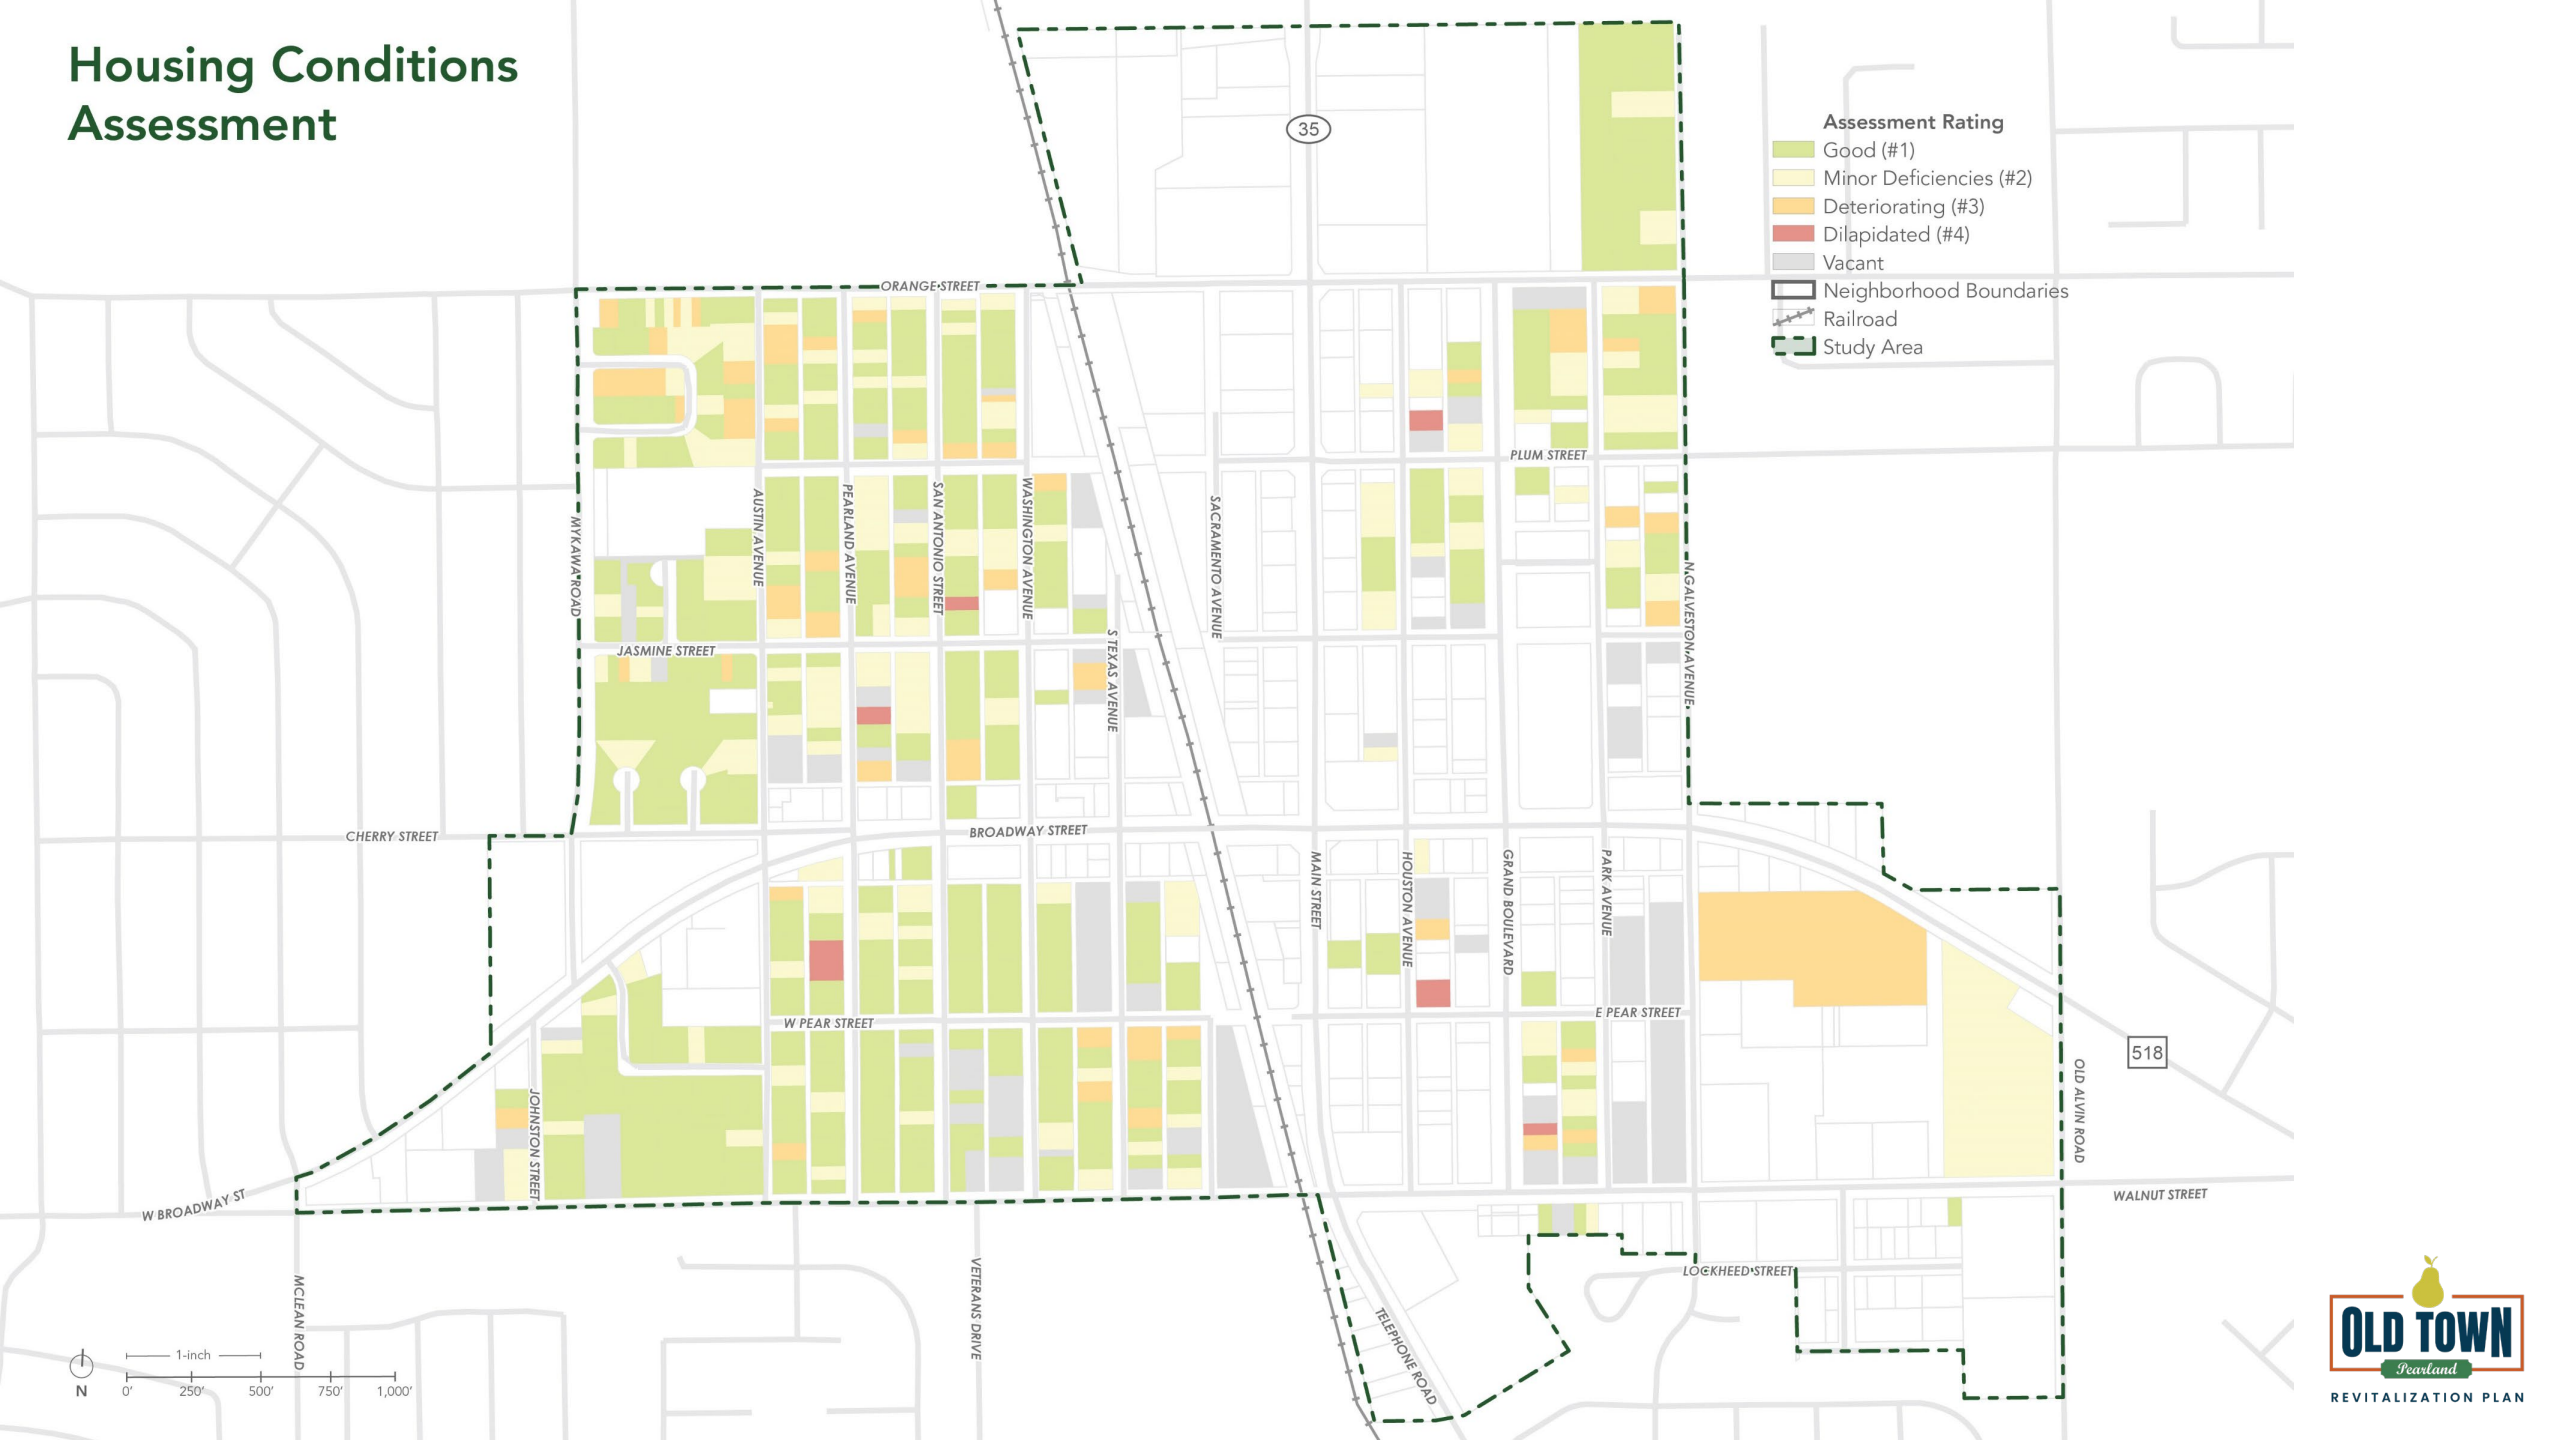 Housing Conditions
Assessment
35
Assessment Rating
Good (#1)
Minor Deficiencies (#2)
Deteriorating (#3)
Dilapidated (#4)
Vacant
Neighborhood Boundaries
Railroad
Study Area
ORANGE STREET
PLUM STREET
MYKAWA ROAD
AUSTIN AVENUE
PEARLAND AVENUE
SAN ANTONIO STREET
WASHINGTON AVENUE
S TEXAS AVENUE
SACRAMENTO AVENUE
N GALVESTON AVENUE
JASMINE STREET
CHERRY STREET
BROADWAY STREET
MAIN STREET
HOUSTON AVENUE
GRAND BOULEVARD
PARK AVENUE
W PEAR STREET
E PEAR STREET
518
JOHNSTON STREET
OLD ALVIN ROAD
W BROADWAY ST
WALNUT STREET
MCLEAN ROAD
VETERANS DRIVE
LOCKHEED STREET
TELEPHONE ROAD
1-inch
N
0' 250' 500' 750' 1,000'
OLD TOWN
Pearland
REVITALIZATION PLAN